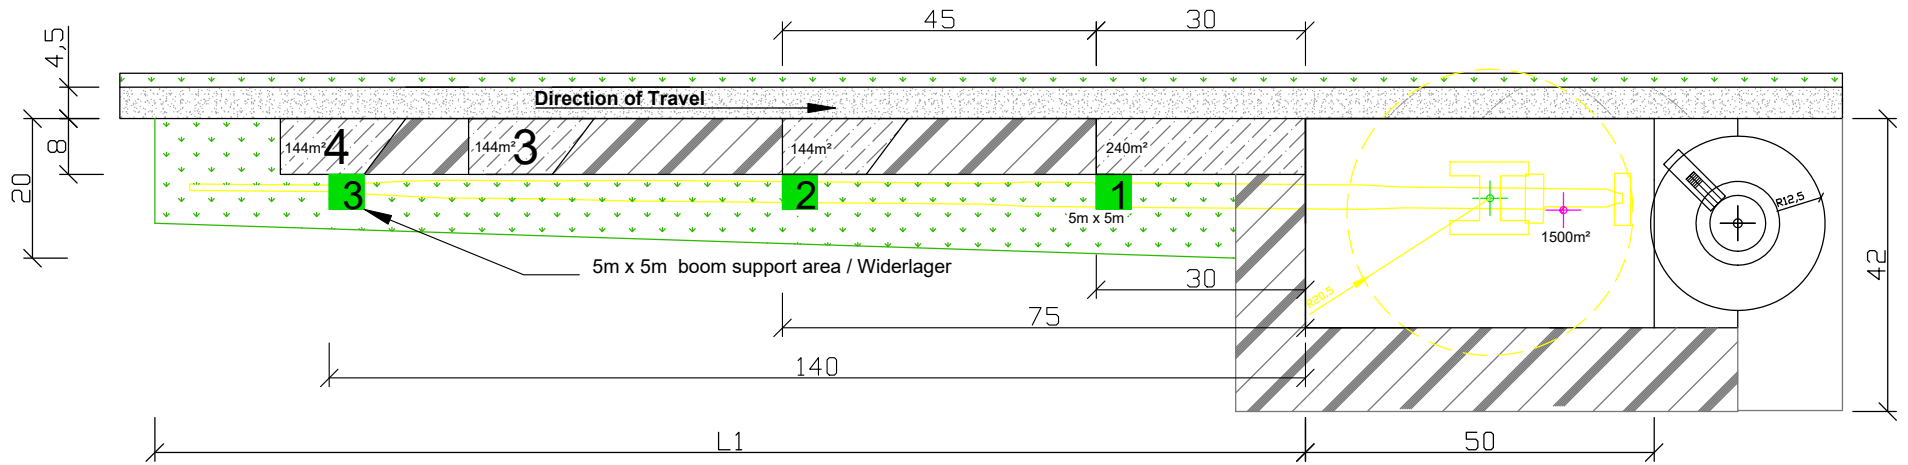 45
30
4,5
Direction of Travel
8
20
144m²
4
144m²
3
144m²
240m²
3
2
1
5m x 5m
R12,5
1500m²
42
5m x 5m  boom support area / Widerlager
30
R20,5
75
140
L1
50